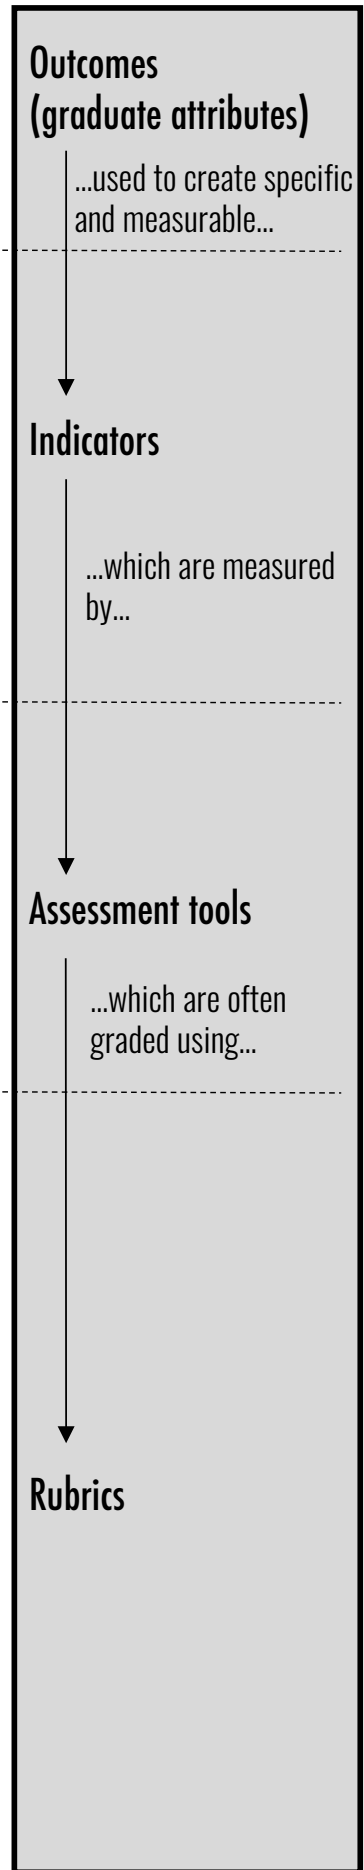 Outcomes
(graduate attributes)
...used to create specific
and measurable...
Indicators
...which are measured
by...
Assessment tools
...which are often
graded using...
Rubrics